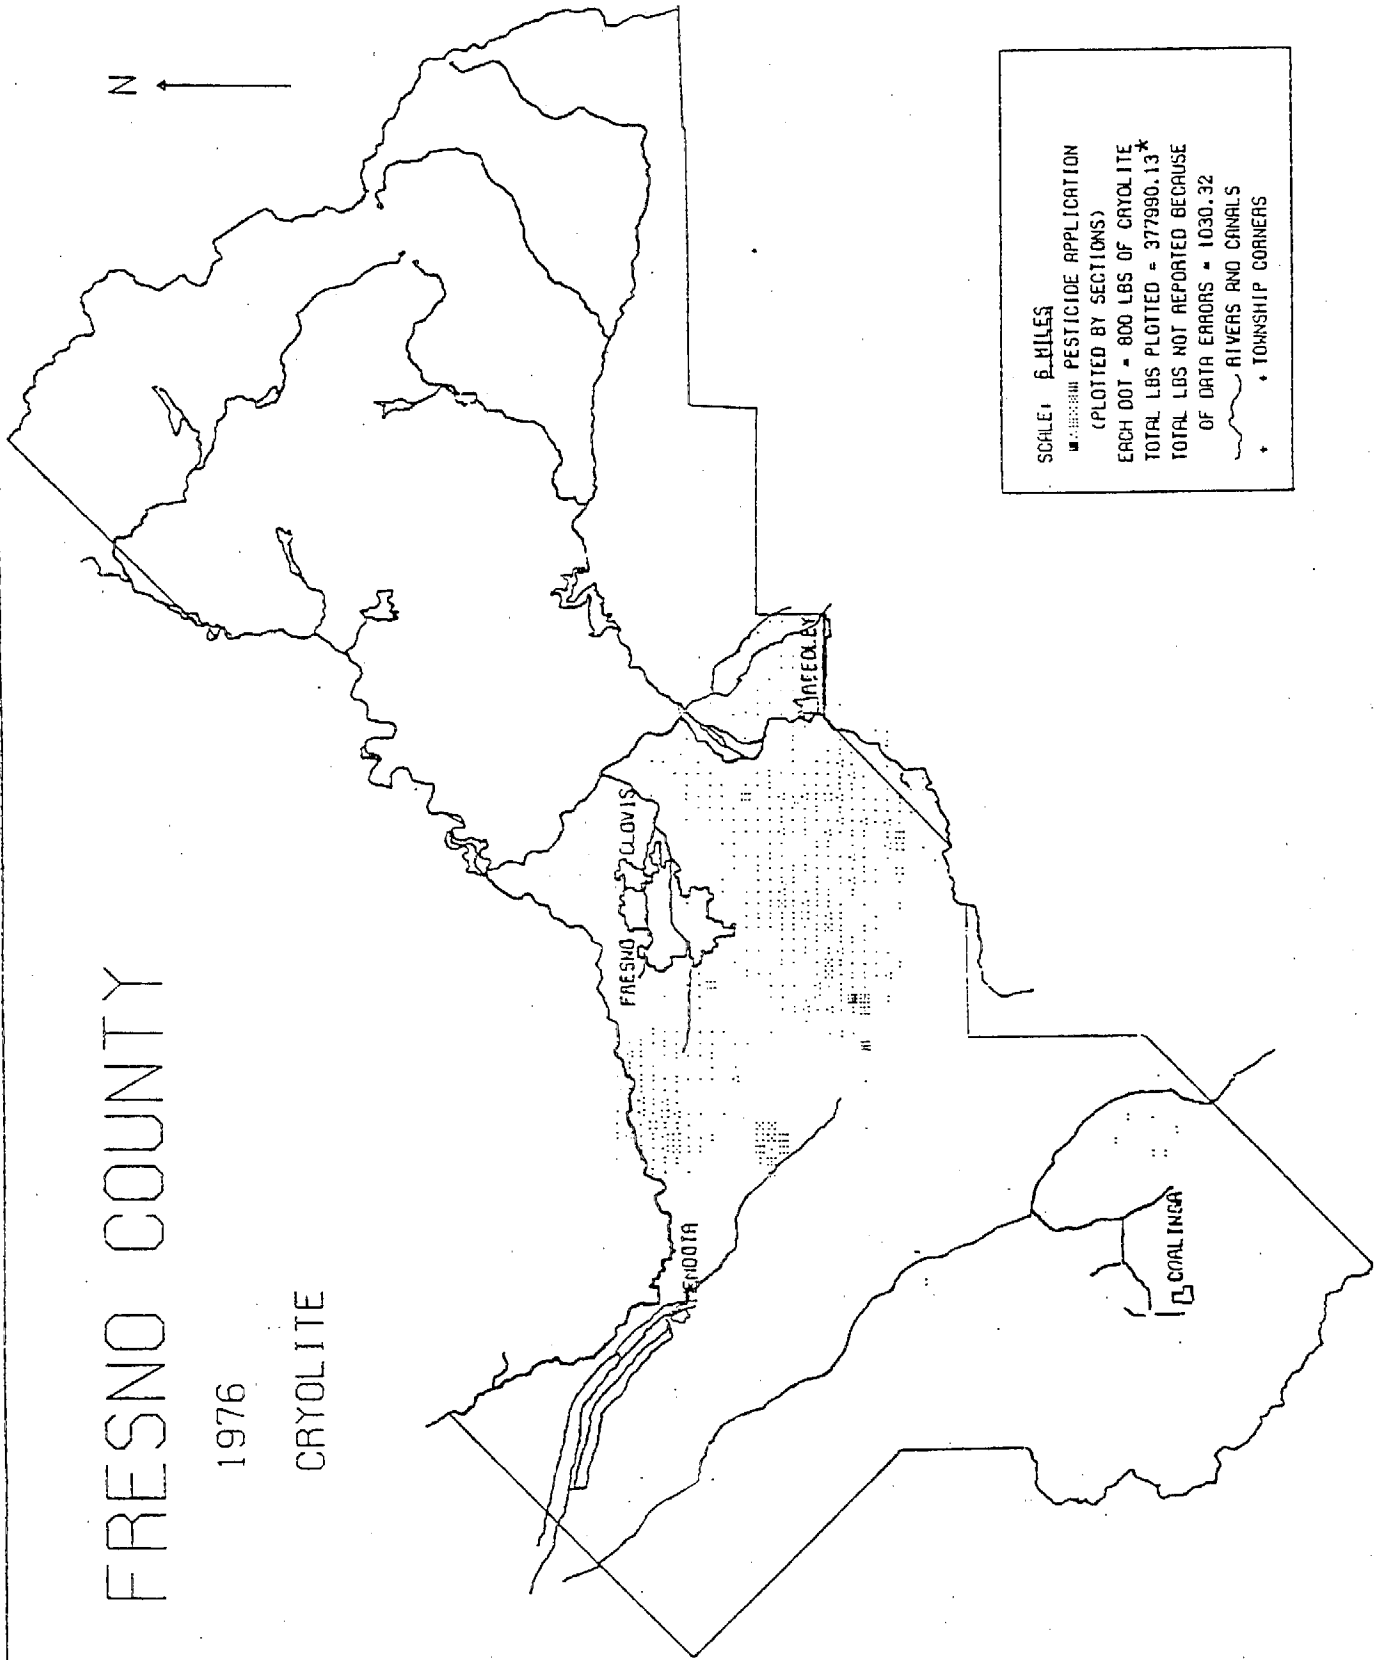 FRESNO COUNTY
1976
CRYOLITE
N
FRESNO
CLOVIS
REEDLEY
MENDOTA
COALINGA
SCALE: 6 MILES
PESTICIDE APPLICATION
(PLOTTED BY SECTIONS)
EACH DOT = 800 LBS OF CRYOLITE
TOTAL LBS PLOTTED = 377990.13*
TOTAL LBS NOT REPORTED BECAUSE
OF DATA ERRORS = 1030.32
RIVERS AND CANALS
+ + TOWNSHIP CORNERS